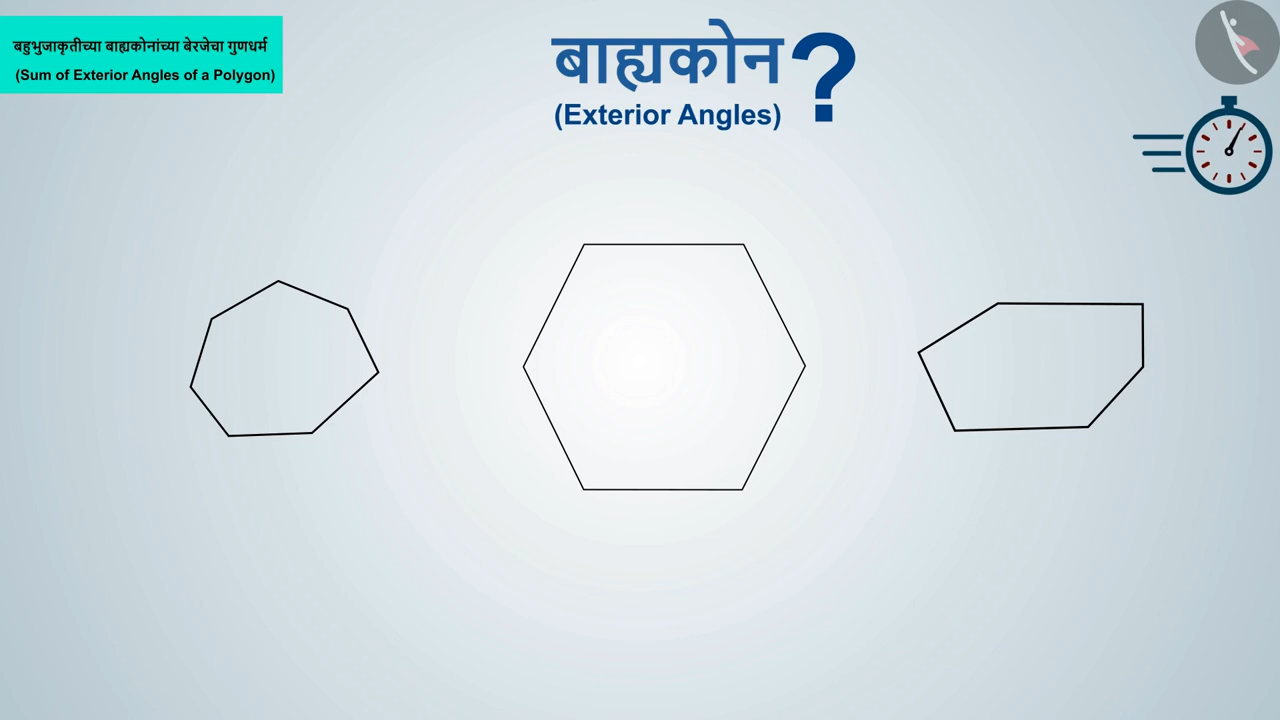 बहुभुजाकृतीच्या बाह्यकोनांच्या बेरजेचा गुणधर्म
(Sum of Exterior Angles of a Polygon)
बाह्यकोन?
(Exterior Angles)